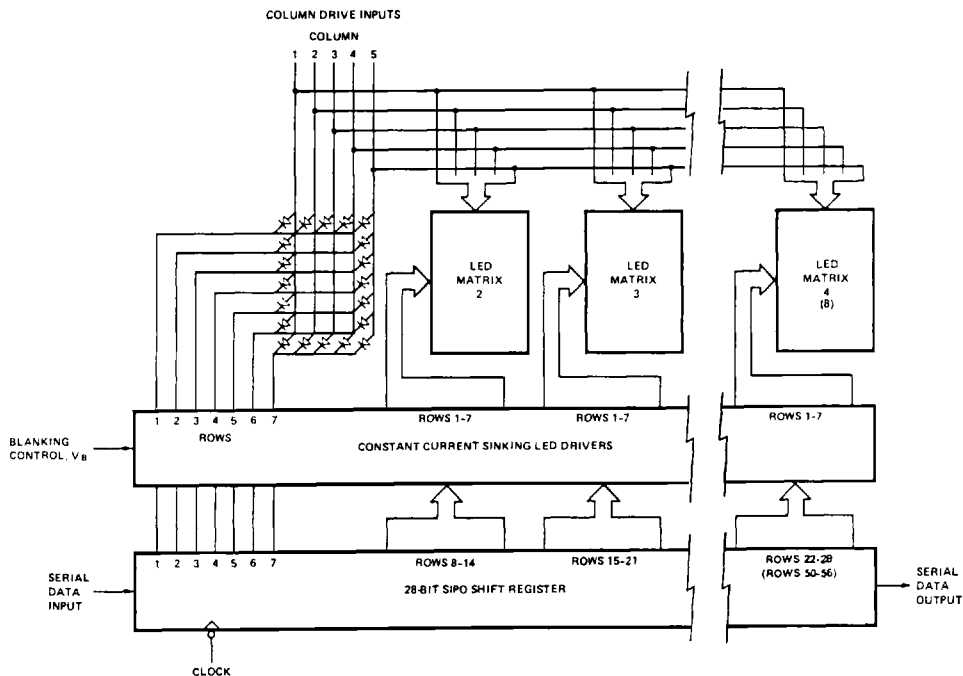 COLUMN DRIVE INPUTS
COLUMN
1 2 3 4 5
LED
MATRIX
2
LED
MATRIX
3
LED
MATRIX
4
(8)
1 2 3 4 5 6 7
ROWS
ROWS 1-7
ROWS 1-7
ROWS 1-7
BLANKING
CONTROL, VB
CONSTANT CURRENT SINKING LED DRIVERS
1 2 3 4 5 6 7
ROWS 8-14
ROWS 15-21
ROWS 22-28
(ROWS 50-56)
SERIAL
DATA
INPUT
28-BIT SIPO SHIFT REGISTER
SERIAL
DATA
OUTPUT
CLOCK